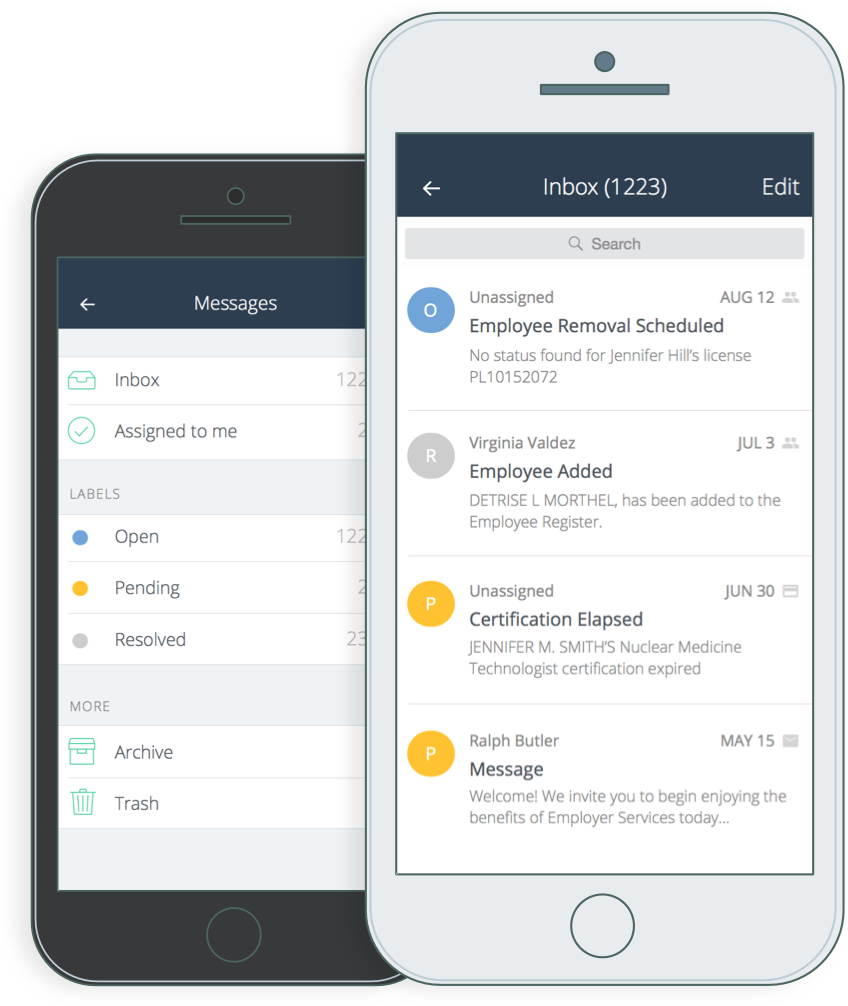 Messages
Inbox 122
Assigned to me 2
LABELS
Open 122
Pending 2
Resolved 23
MORE
Archive
Trash
Inbox (1223) Edit
Search
O
Unassigned AUG 12
Employee Removal Scheduled
No status found for Jennifer Hill’s license
PL10152072
R
Virginia Valdez JUL 3
Employee Added
DETRISE L MORTHEL, has been added to the
Employee Register.
P
Unassigned JUN 30
Certification Elapsed
JENNIFER M. SMITH’S Nuclear Medicine
Technologist certification expired
P
Ralph Butler MAY 15
Message
Welcome! We invite you to begin enjoying the
benefits of Employer Services today...